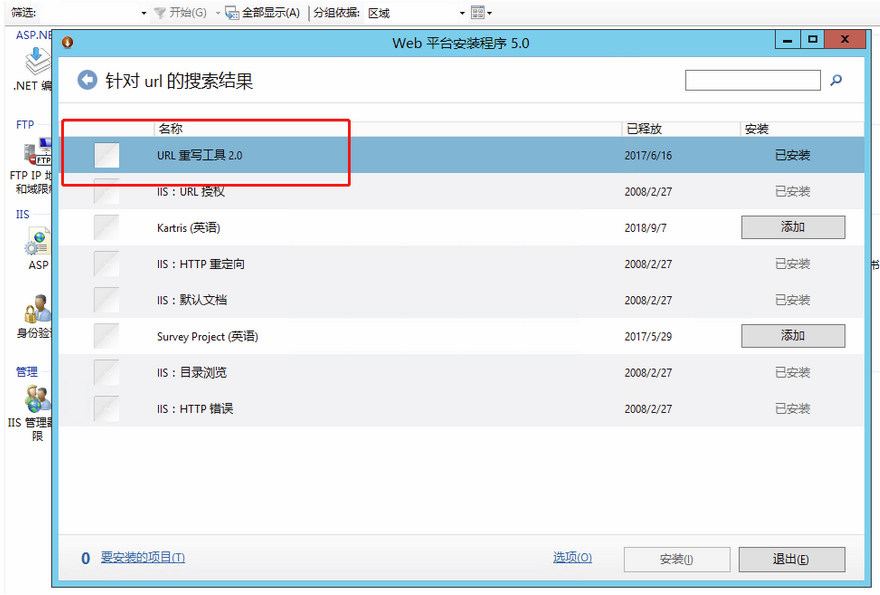 筛选:
开始(G)
全部显示(A)
分组依据:
区域
ASP.NE
.NET 编
FTP
FTP IP 地
和域限
IIS
ASP
身份验
管理
IIS 管理器
限
Web 平台安装程序 5.0
针对 url 的搜索结果
名称 已释放 安装
URL 重写工具 2.0 2017/6/16 已安装
IIS：URL 授权 2008/2/27 已安装
Kartris (英语) 2018/9/7 添加
IIS：HTTP 重定向 2008/2/27 已安装
IIS：默认文档 2008/2/27 已安装
Survey Project (英语) 2017/5/29 添加
IIS：目录浏览 2008/2/27 已安装
IIS：HTTP 错误 2008/2/27 已安装
0 要安装的项目(T) 选项(O) 安装(I) 退出(E)
书